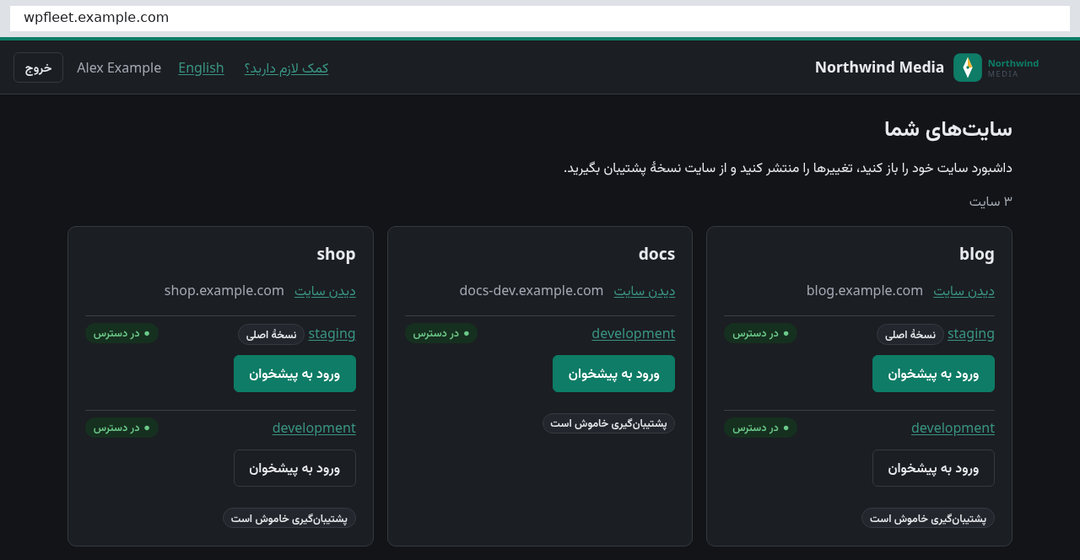 wpfleet.example.com
Northwind MEDIA
Northwind Media
کمک لازم دارید؟
English
Alex Example
خروج
سایت‌های شما
داشبورد سایت خود را باز کنید، تغییرها را منتشر کنید و از سایت نسخهٔ پشتیبان بگیرید.
۳ سایت
blog
دیدن سایت blog.example.com
staging نسخهٔ اصلی ● در دسترس
ورود به پیشخوان
development ● در دسترس
ورود به پیشخوان
پشتیبان‌گیری خاموش است
docs
دیدن سایت docs-dev.example.com
development ● در دسترس
ورود به پیشخوان
پشتیبان‌گیری خاموش است
shop
دیدن سایت shop.example.com
staging نسخهٔ اصلی ● در دسترس
ورود به پیشخوان
development ● در دسترس
ورود به پیشخوان
پشتیبان‌گیری خاموش است